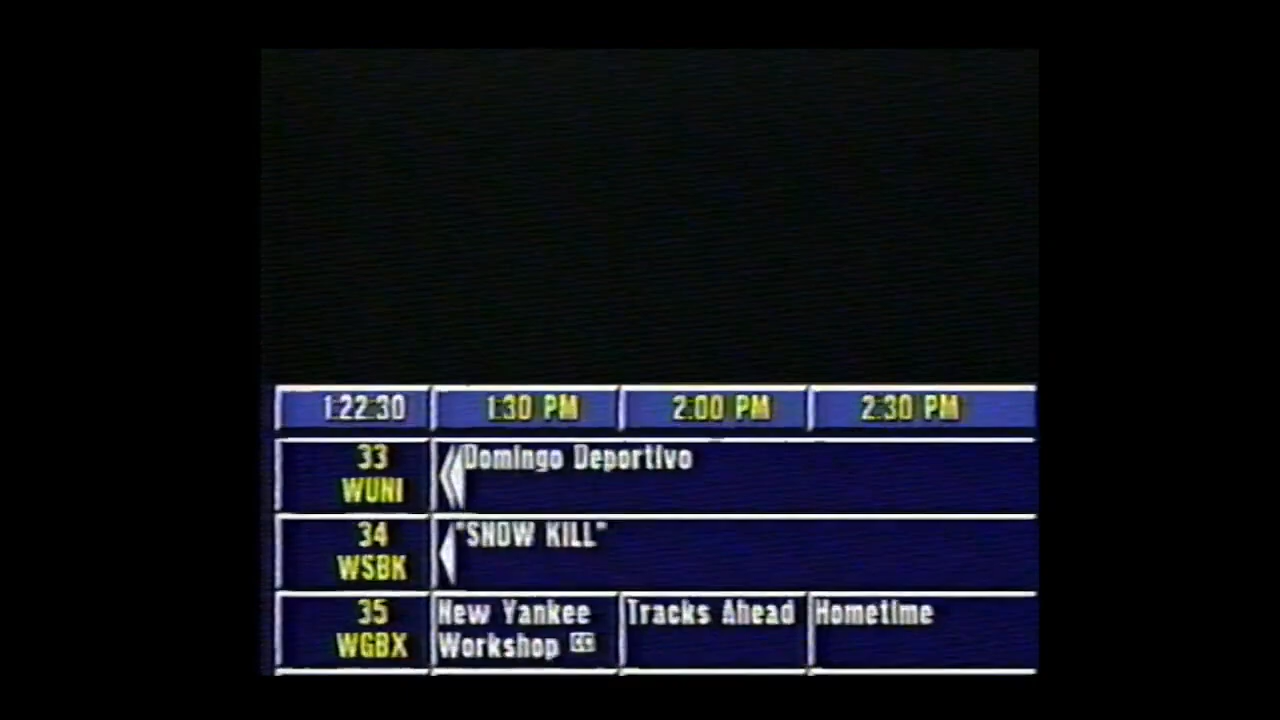 1:22:30 1:30 PM 2:00 PM 2:30 PM
33 Domingo Deportivo
WUNI
34 "SNOW KILL"
WSBK
35 New Yankee Tracks Ahead Hometime
WGBX Workshop CC